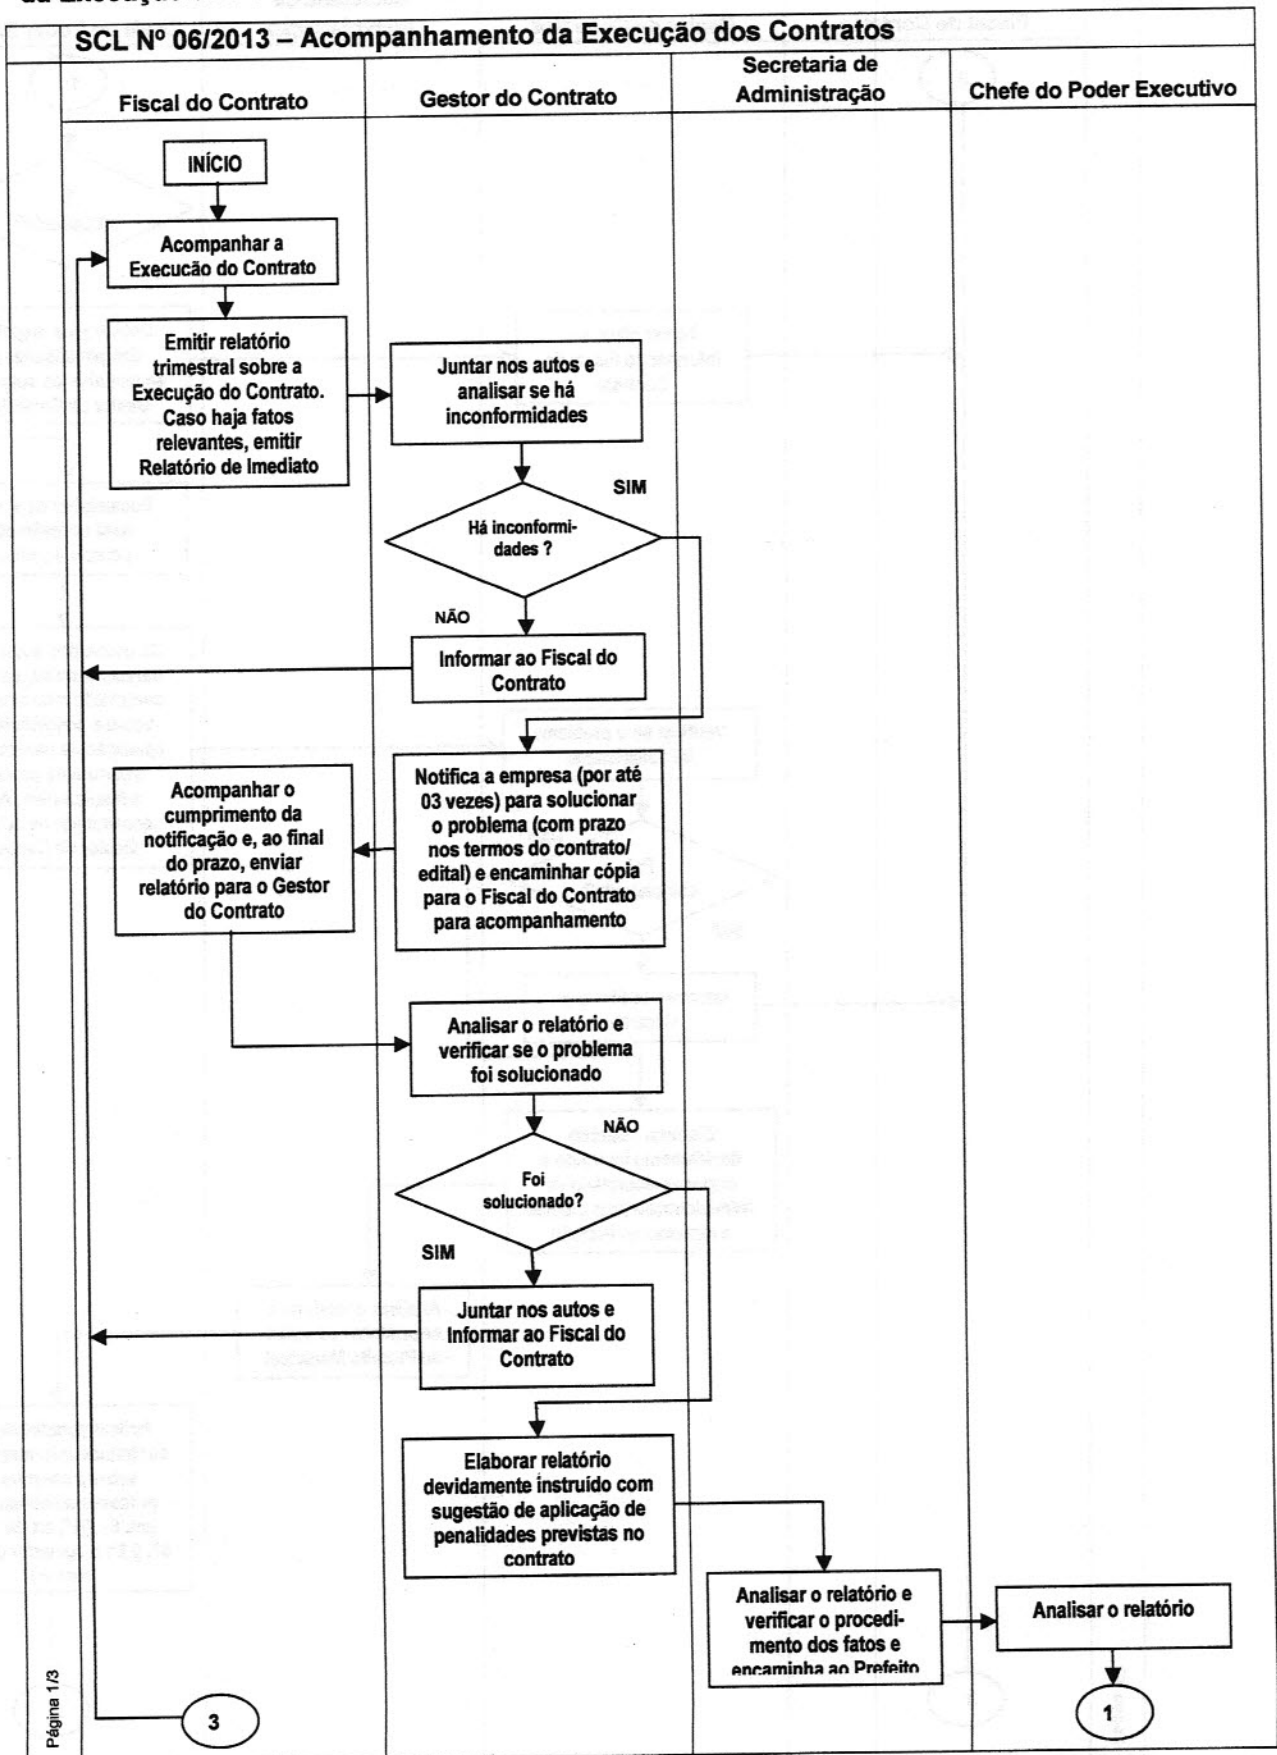 da Execução
SCL Nº 06/2013 – Acompanhamento da Execução dos Contratos
Fiscal do Contrato
Gestor do Contrato
Secretaria de
Administração
Chefe do Poder Executivo
INÍCIO
Acompanhar a
Execucão do Contrato
Emitir relatório
trimestral sobre a
Execução do Contrato.
Caso haja fatos
relevantes, emitir
Relatório de Imediato
Juntar nos autos e
analisar se há
inconformidades
SIM
Há inconformi-
dades ?
NÃO
Informar ao Fiscal do
Contrato
Notifica a empresa (por até
03 vezes) para solucionar
o problema (com prazo
nos termos do contrato/
edital) e encaminhar cópia
para o Fiscal do Contrato
para acompanhamento
Acompanhar o
cumprimento da
notificação e, ao final
do prazo, enviar
relatório para o Gestor
do Contrato
Analisar o relatório e
verificar se o problema
foi solucionado
NÃO
Foi
solucionado?
SIM
Juntar nos autos e
Informar ao Fiscal do
Contrato
Elaborar relatório
devidamente instruído com
sugestão de aplicação de
penalidades previstas no
contrato
Analisar o relatório e
verificar o procedi-
mento dos fatos e
encaminha ao Prefeito
Analisar o relatório
1
3
Página 1/3